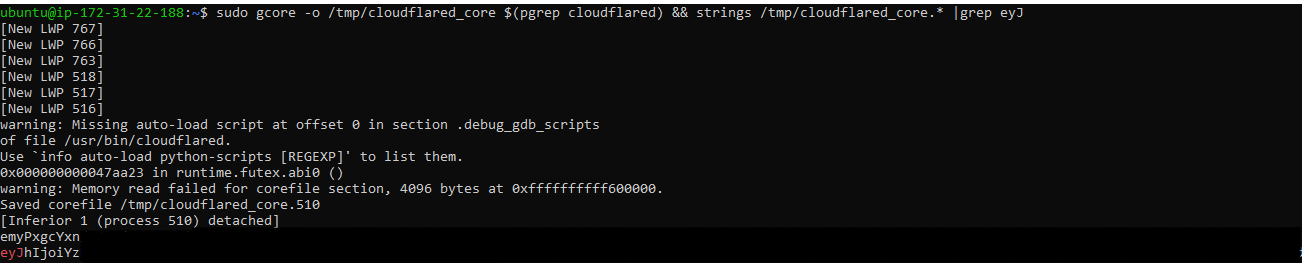 ubuntu@ip-172-31-22-188:~$ sudo gcore -o /tmp/cloudflared_core $(pgrep cloudflared) && strings /tmp/cloudflared_core.* |grep eyJ
[New LWP 767]
[New LWP 766]
[New LWP 763]
[New LWP 518]
[New LWP 517]
[New LWP 516]
warning: Missing auto-load script at offset 0 in section .debug_gdb_scripts
of file /usr/bin/cloudflared.
Use `info auto-load python-scripts [REGEXP]' to list them.
0x000000000047aa23 in runtime.futex.abi0 ()
warning: Memory read failed for corefile section, 4096 bytes at 0xffffffffff600000.
Saved corefile /tmp/cloudflared_core.510
[Inferior 1 (process 510) detached]
emyPxgcYxn
eyJhIjoiYz